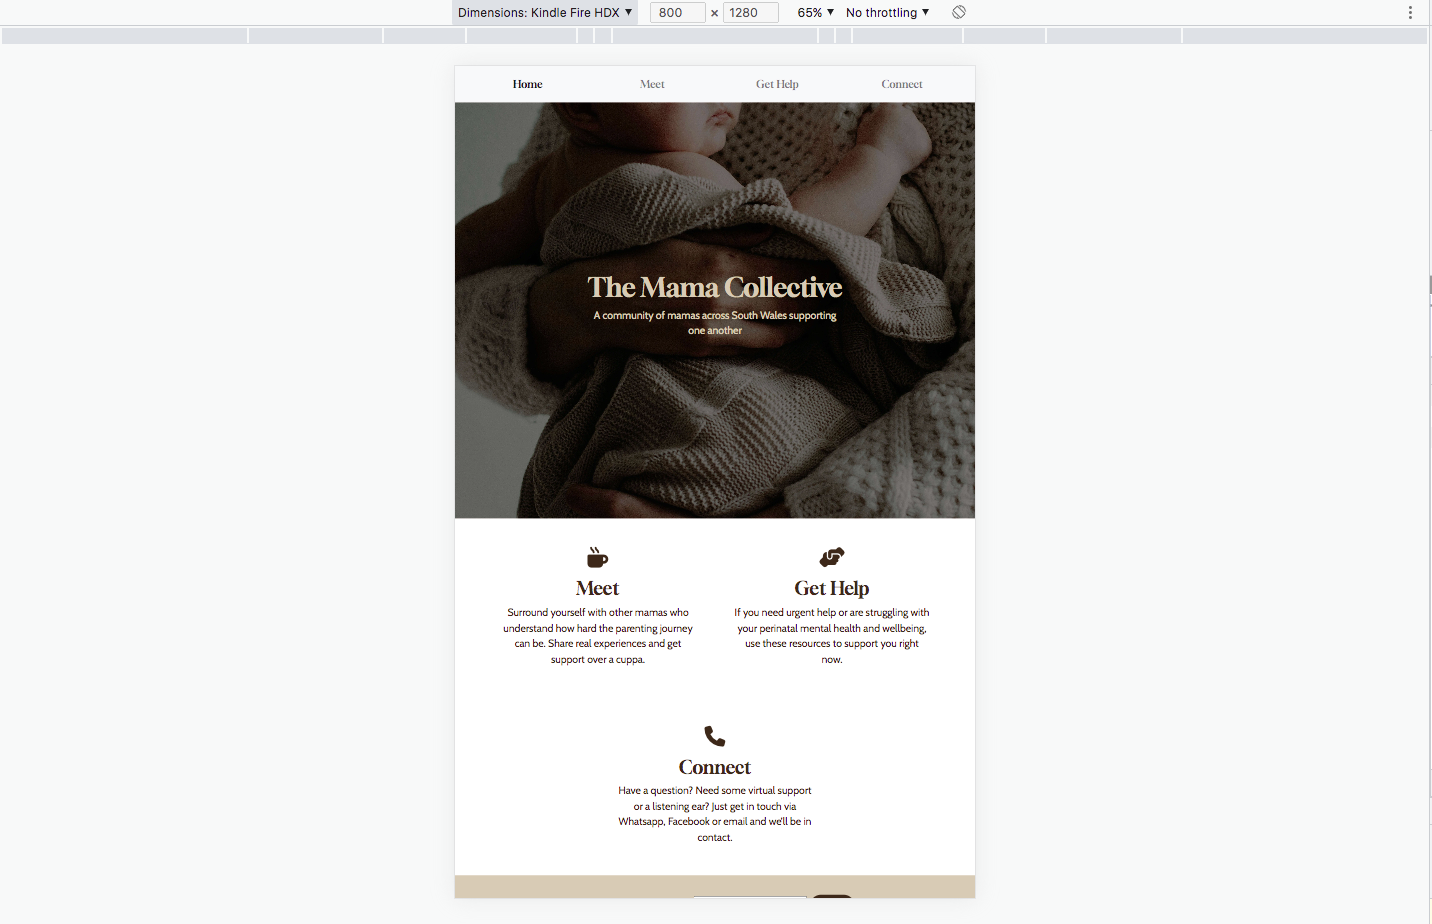 Dimensions: Kindle Fire HDX ▼ 800 × 1280 65% ▼ No throttling ▼
Home Meet Get Help Connect
The Mama Collective
A community of mamas across South Wales supporting
one another
Meet
Surround yourself with other mamas who
understand how hard the parenting journey
can be. Share real experiences and get
support over a cuppa.
Get Help
If you need urgent help or are struggling with
your perinatal mental health and wellbeing,
use these resources to support you right
now.
Connect
Have a question? Need some virtual support
or a listening ear? Just get in touch via
Whatsapp, Facebook or email and we'll be in
contact.